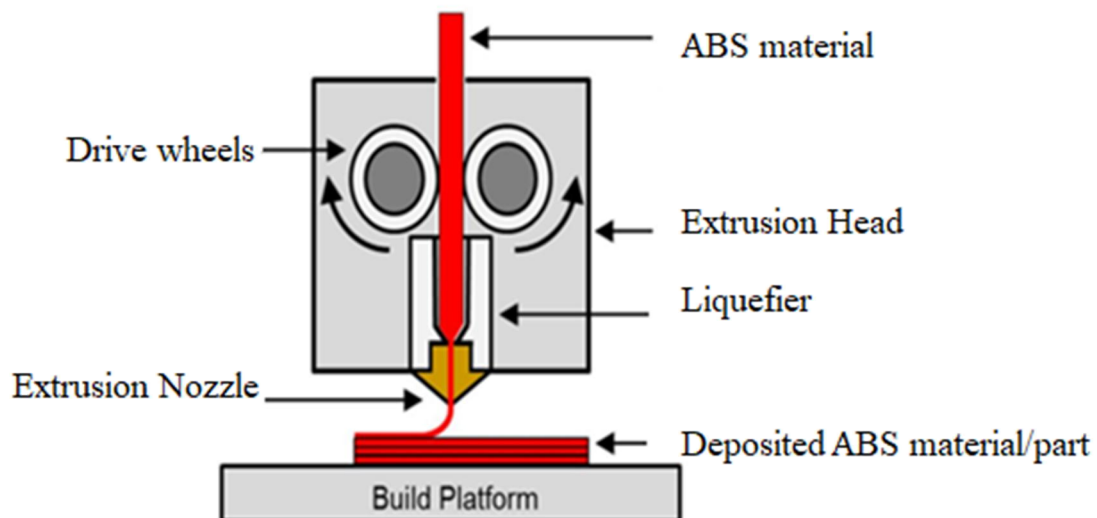 ABS material
Drive wheels
Extrusion Head
Liquefier
Extrusion Nozzle
Deposited ABS material/part
Build Platform